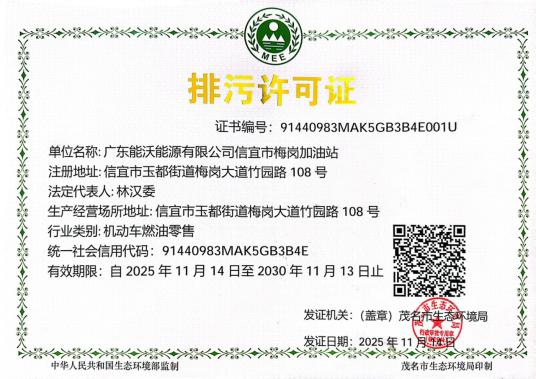 MEE
排污许可证
证书编号：91440983MAK5GB3B4E001U
单位名称：广东能沃能源有限公司信宜市梅岗加油站
注册地址：信宜市玉都街道梅岗大道竹园路 108 号
法定代表人：林汉委
生产经营场所地址：信宜市玉都街道梅岗大道竹园路 108 号
行业类别：机动车燃油零售
统一社会信用代码：91440983MAK5GB3B4E
有效期限：自 2025 年 11 月 14 日至 2030 年 11 月 13 日止
发证机关：（盖章）茂名市生态环境局
发证日期：2025 年 11 月 14 日
中华人民共和国生态环境部监制
茂名市生态环境局印制